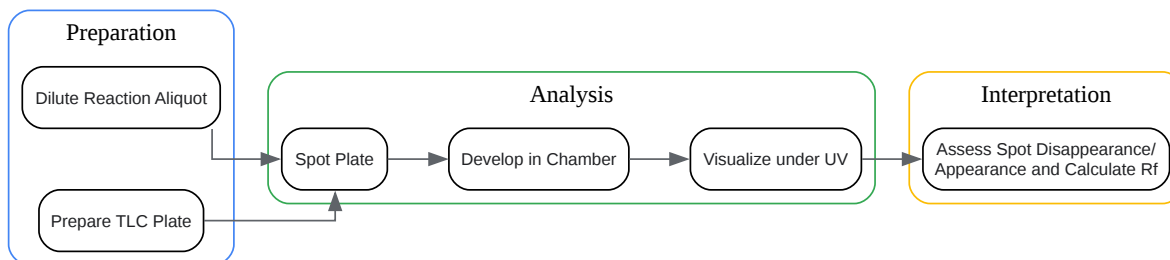 Preparation
Dilute Reaction Aliquot
Prepare TLC Plate
Analysis
Spot Plate
Develop in Chamber
Visualize under UV
Interpretation
Assess Spot Disappearance/
Appearance and Calculate Rf